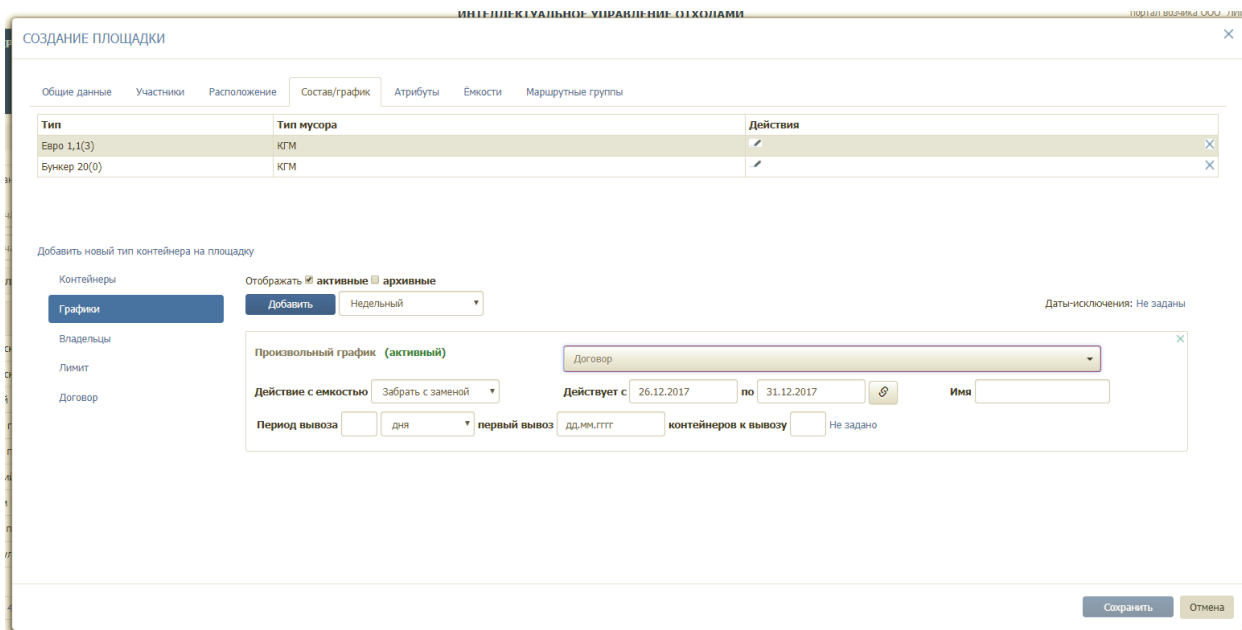 ИНТЕЛЛЕКТУАЛЬНОЕ УПРАВЛЕНИЕ ОТХОДАМИ
портал возчика ООО
СОЗДАНИЕ ПЛОЩАДКИ
Общие данные Участники Расположение Состав/график Атрибуты Ёмкости Маршрутные группы
Тип Тип мусора Действия
Евро 1,1(3) КГМ
Бункер 20(0) КГМ
Добавить новый тип контейнера на площадку
Контейнеры Отображать активные архивные
Графики Добавить Недельный Даты-исключения: Не заданы
Владельцы
Произвольный график (активный) Договор
Лимит
Действие с емкостью Забрать с заменой Действует с 26.12.2017 по 31.12.2017 Имя
Договор
Период вывоза дня первый вывоз дд.мм.гггг контейнеров к вывозу Не задано
Сохранить Отмена